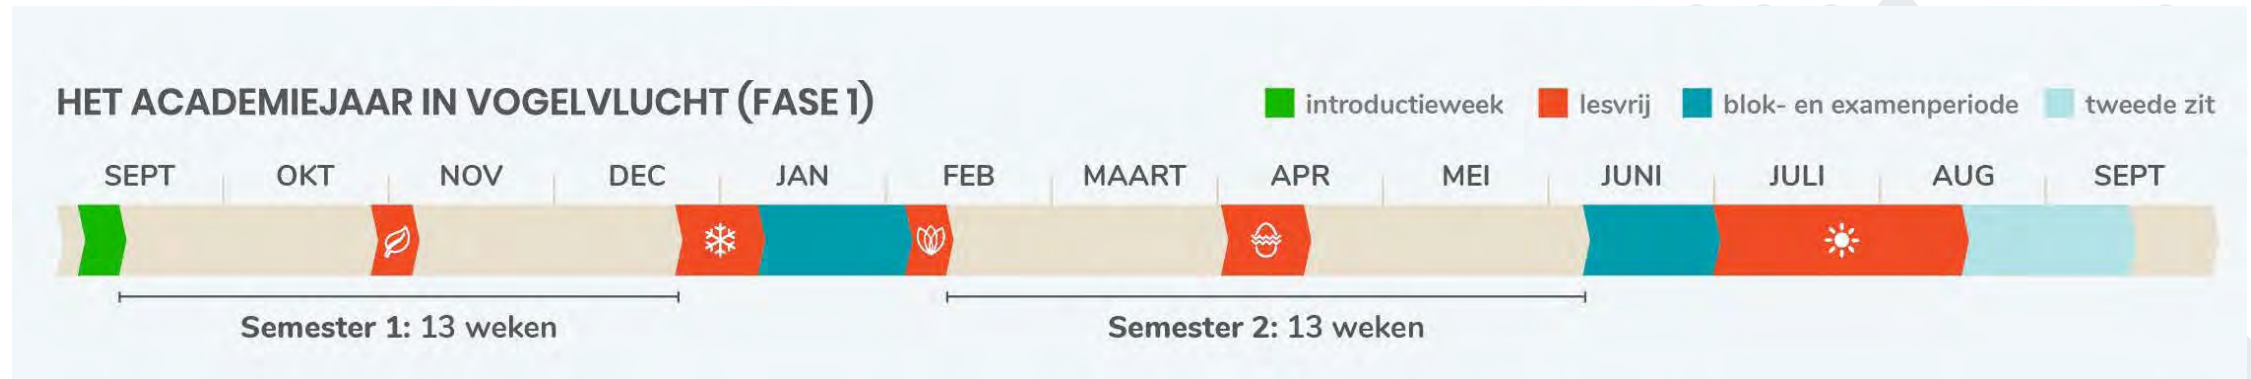 HET ACADEMIEJAAR IN VOGELVLUCHT (FASE 1)
introductieweek lesvrij blok- en examenperiode tweede zit
SEPT OKT NOV DEC JAN FEB MAART APR MEI JUNI JULI AUG SEPT
Semester 1: 13 weken Semester 2: 13 weken